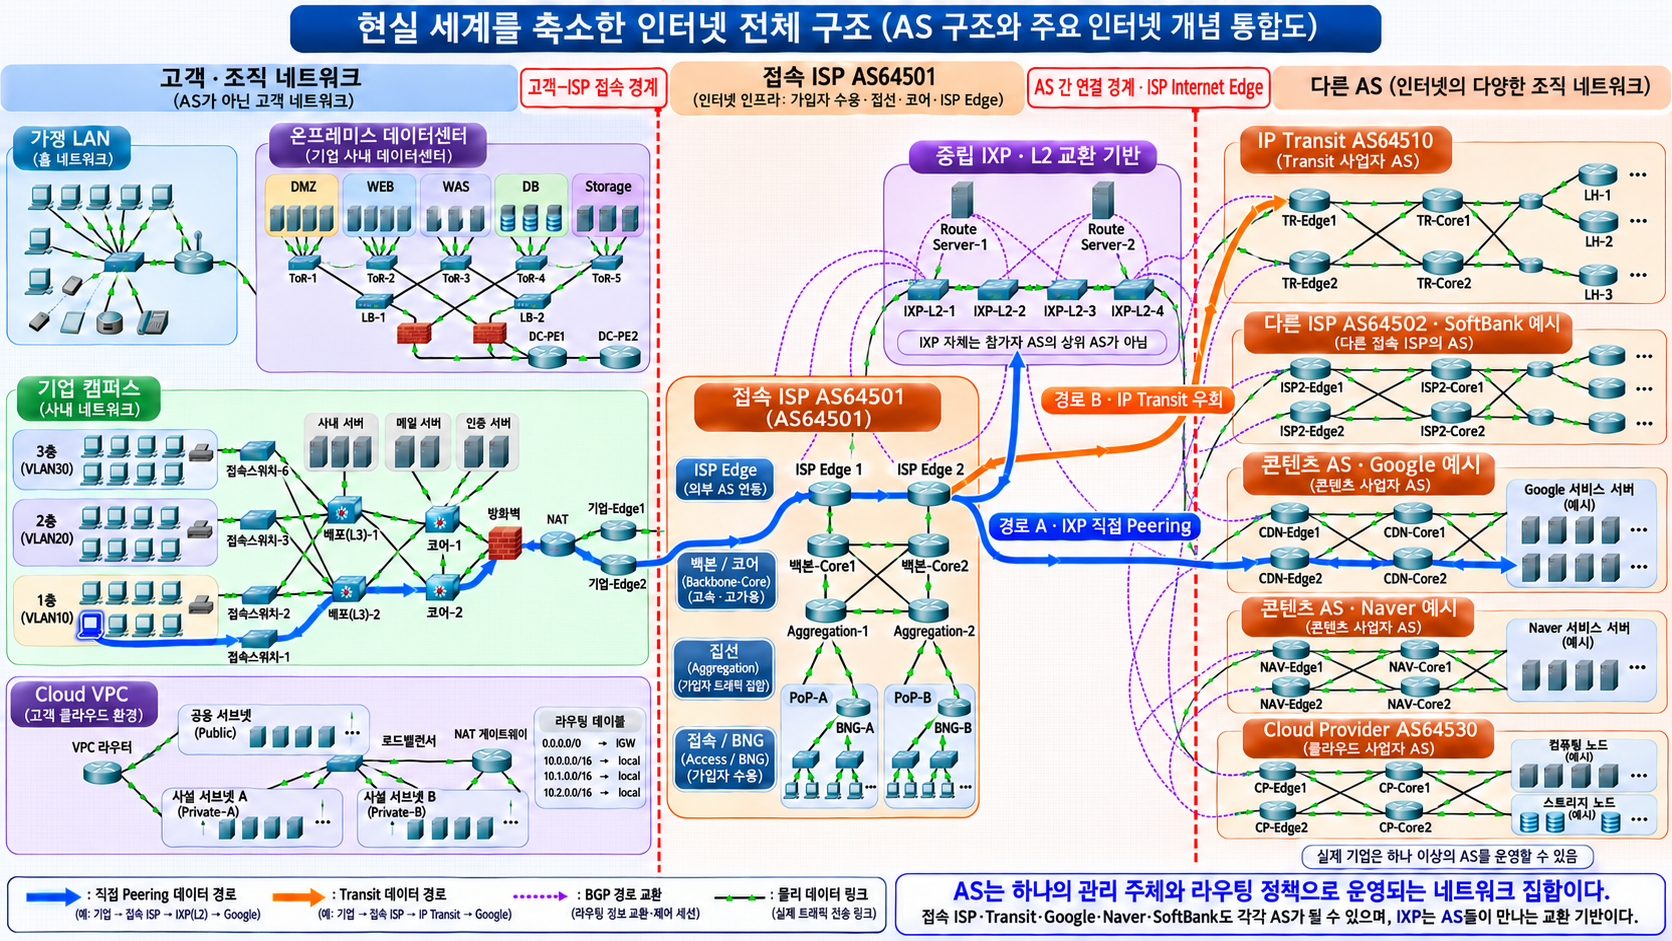 현실 세계를 축소한 인터넷 전체 구조 (AS 구조와 주요 인터넷 개념 통합도)
고객 · 조직 네트워크
(AS가 아닌 고객 네트워크)
고객–ISP 접속 경계
접속 ISP AS64501
(인터넷 인프라: 가입자 수용 · 접선 · 코어 · ISP Edge)
AS 간 연결 경계 · ISP Internet Edge
다른 AS (인터넷의 다양한 조직 네트워크)
가정 LAN
(홈 네트워크)
온프레미스 데이터센터
(기업 사내 데이터센터)
DMZ
WEB
WAS
DB
Storage
ToR-1
ToR-2
ToR-3
ToR-4
ToR-5
LB-1
LB-2
DC-PE1
DC-PE2
기업 캠퍼스
(사내 네트워크)
3층
(VLAN30)
2층
(VLAN20)
1층
(VLAN10)
접속스위치-6
접속스위치-3
접속스위치-2
접속스위치-1
사내 서버
메일 서버
인증 서버
배포(L3)-1
배포(L3)-2
코어-1
코어-2
방화벽
NAT
기업-Edge1
기업-Edge2
Cloud VPC
(고객 클라우드 환경)
VPC 라우터
공용 서브넷
(Public)
로드밸런서
NAT 게이트웨이
사설 서브넷 A
(Private-A)
사설 서브넷 B
(Private-B)
라우팅 테이블
0.0.0.0/0 → IGW
10.0.0.0/16 → local
10.1.0.0/16 → local
10.2.0.0/16 → local
중립 IXP · L2 교환 기반
Route
Server-1
Route
Server-2
IXP-L2-1
IXP-L2-2
IXP-L2-3
IXP-L2-4
IXP 자체는 참가자 AS의 상위 AS가 아님
접속 ISP AS64501
(AS64501)
ISP Edge
(외부 AS 연동)
ISP Edge 1
ISP Edge 2
백본 / 코어
(Backbone-Core)
(고속 · 고가용)
백본-Core1
백본-Core2
Aggregation-1
Aggregation-2
집선
(Aggregation)
(가입자 트래픽 접합)
PoP-A
BNG-A
PoP-B
BNG-B
접속 / BNG
(Access / BNG)
(가입자 수용)
경로 B · IP Transit 우회
경로 A · IXP 직접 Peering
IP Transit AS64510
(Transit 사업자 AS)
TR-Edge1
TR-Core1
TR-Edge2
TR-Core2
LH-1
LH-2
LH-3
다른 ISP AS64502 · SoftBank 예시
(다른 접속 ISP의 AS)
ISP2-Edge1
ISP2-Core1
ISP2-Edge2
ISP2-Core2
콘텐츠 AS · Google 예시
(콘텐츠 사업자 AS)
CDN-Edge1
CDN-Core1
CDN-Edge2
CDN-Core2
Google 서비스 서버
(예시)
콘텐츠 AS · Naver 예시
(콘텐츠 사업자 AS)
NAV-Edge1
NAV-Core1
NAV-Edge2
NAV-Core2
Naver 서비스 서버
(예시)
Cloud Provider AS64530
(클라우드 사업자 AS)
CP-Edge1
CP-Core1
CP-Edge2
CP-Core2
컴퓨팅 노드
(예시)
스토리지 노드
(예시)
실제 기업은 하나 이상의 AS를 운영할 수 있음
: 직접 Peering 데이터 경로
(예: 기업 → 접속 ISP → IXP(L2) → Google)
: Transit 데이터 경로
(예: 기업 → 접속 ISP → IP Transit → Google)
: BGP 경로 교환
(라우팅 정보 교환·제어 세션)
: 물리 데이터 링크
(실제 트래픽 전송 링크)
AS는 하나의 관리 주체와 라우팅 정책으로 운영되는 네트워크 집합이다.
접속 ISP·Transit·Google·Naver·SoftBank도 각각 AS가 될 수 있으며, IXP는 AS들이 만나는 교환 기반이다.